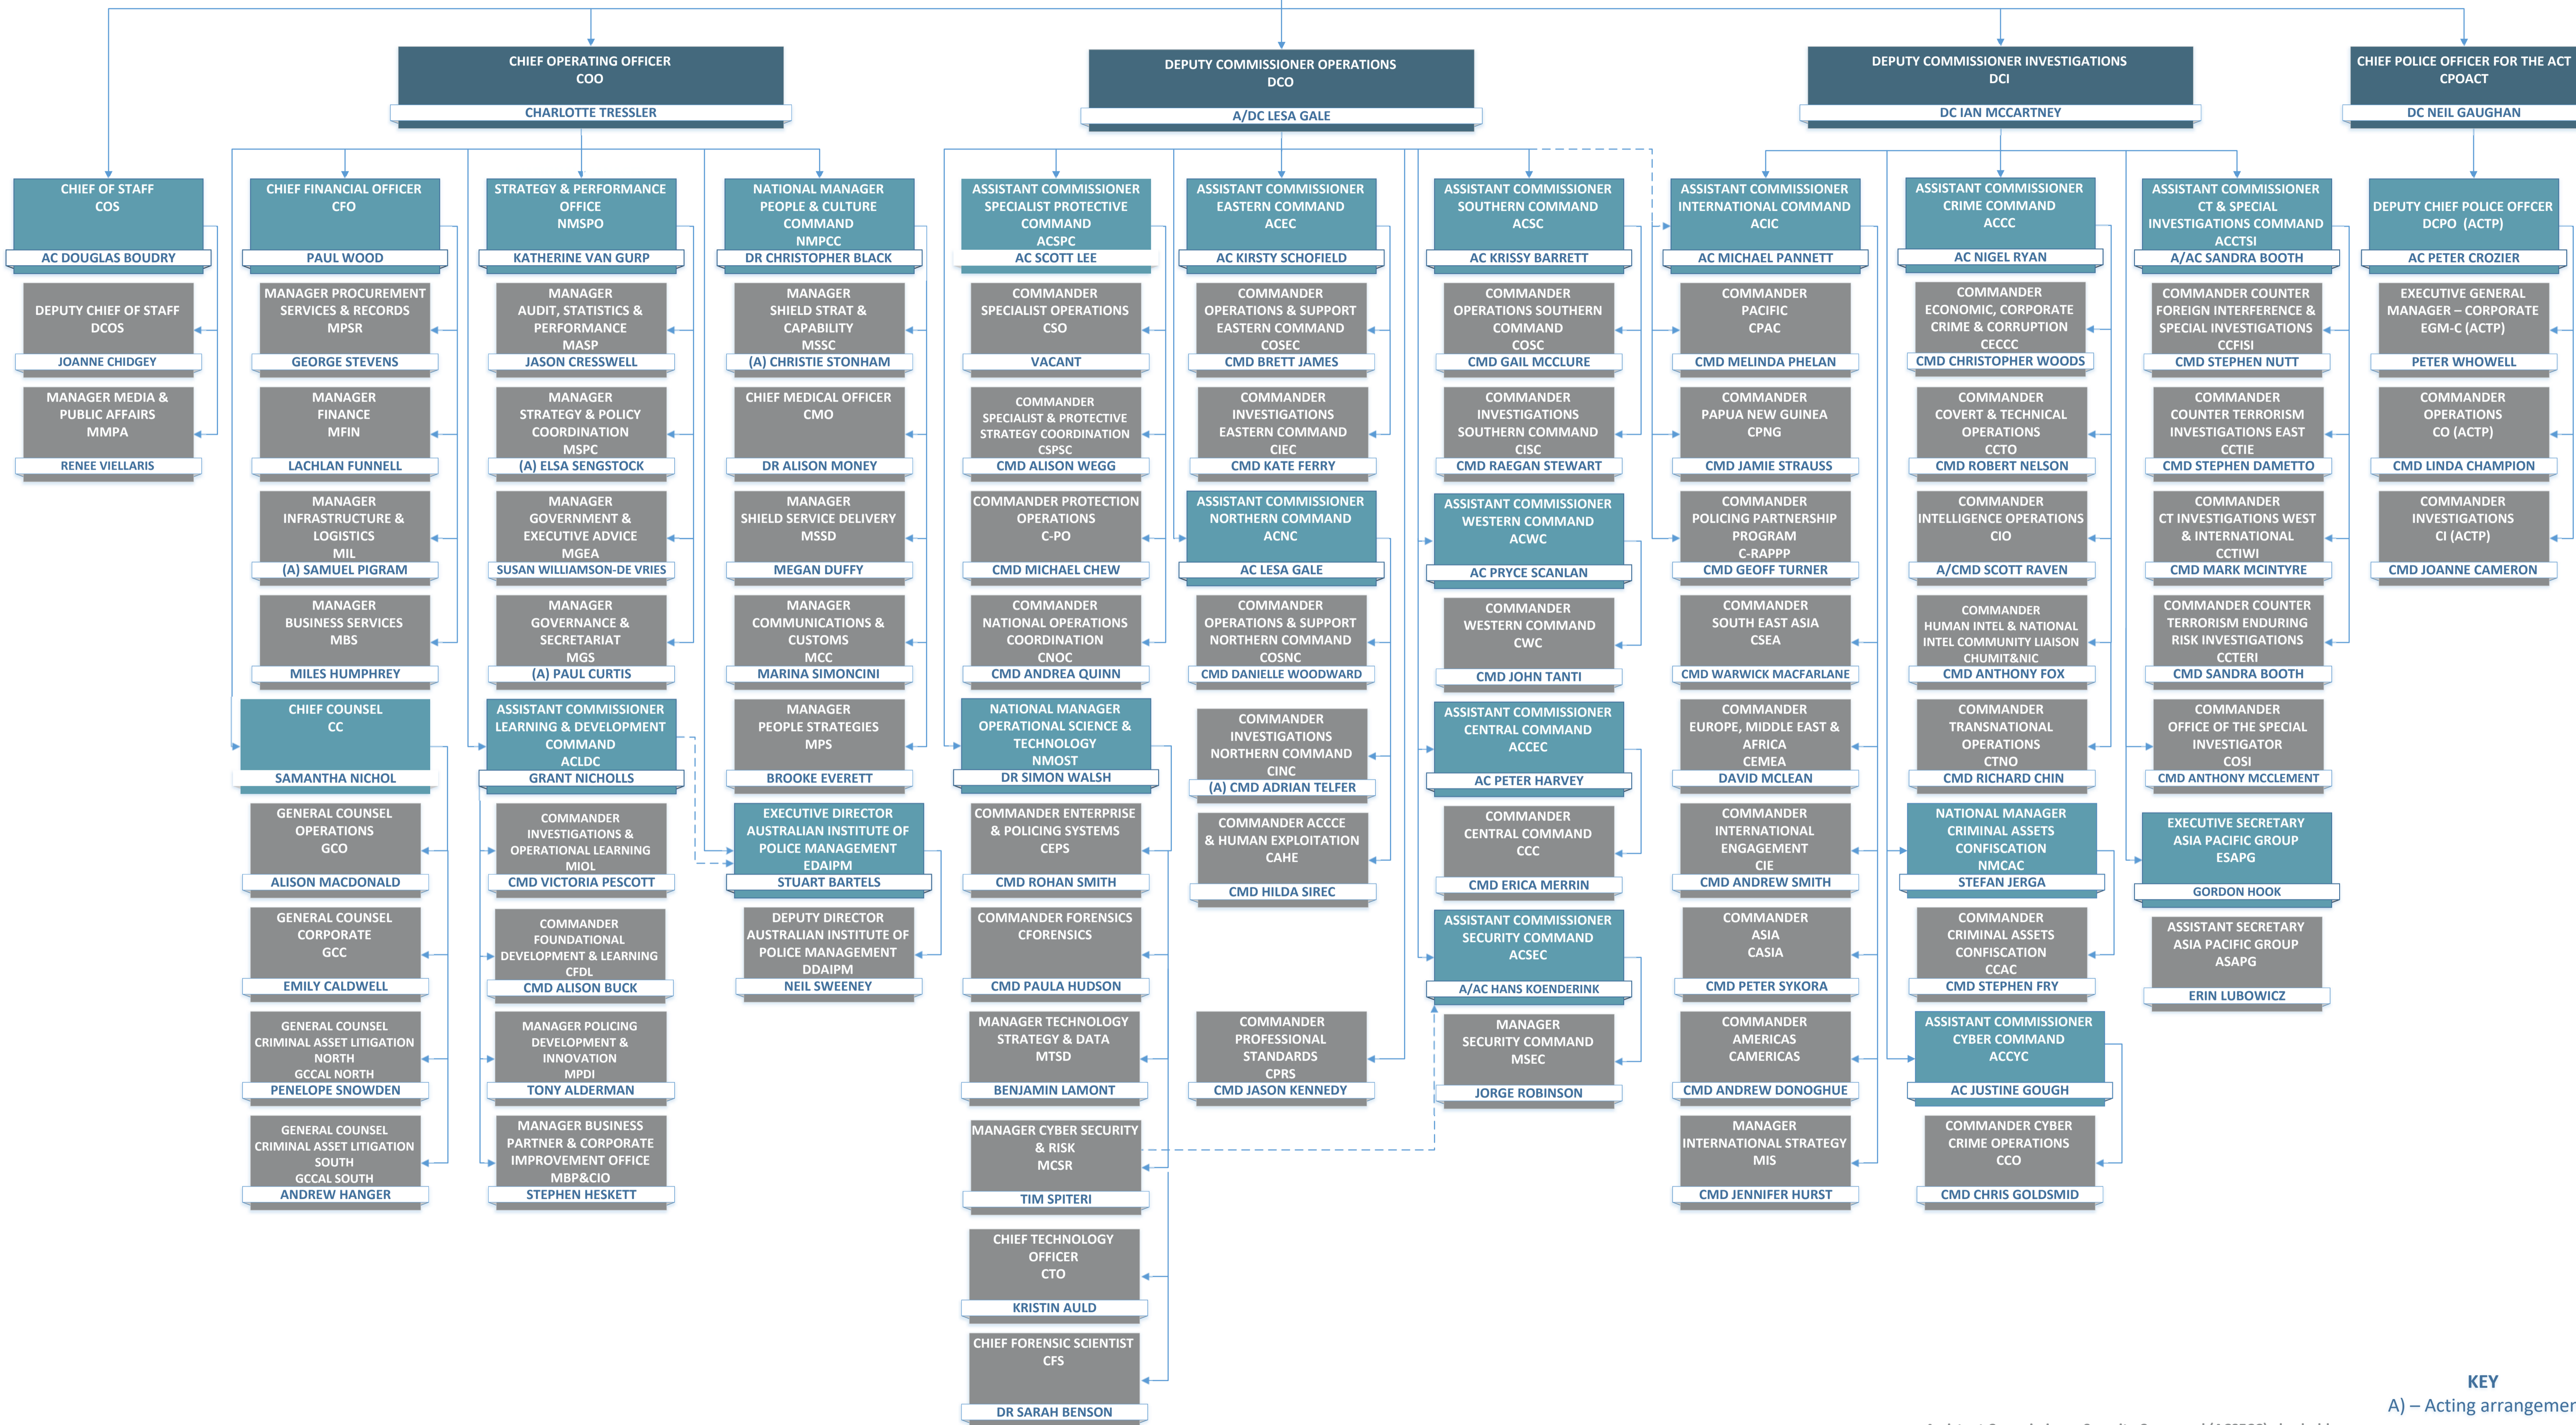 CHIEF OPERATING OFFICER
COO
CHARLOTTE TRESSLER
DEPUTY COMMISSIONER OPERATIONS
DCO
A/DC LESA GALE
DEPUTY COMMISSIONER INVESTIGATIONS
DCI
DC IAN MCCARTNEY
CHIEF POLICE OFFICER FOR THE ACT
CPOACT
DC NEIL GAUGHAN
CHIEF OF STAFF
COS
AC DOUGLAS BOUDRY
DEPUTY CHIEF OF STAFF
DCOS
JOANNE CHIDGEY
MANAGER MEDIA &
PUBLIC AFFAIRS
MMPA
RENEE VIELLARIS
CHIEF FINANCIAL OFFICER
CFO
PAUL WOOD
MANAGER PROCUREMENT
SERVICES & RECORDS
MPSR
GEORGE STEVENS
MANAGER
FINANCE
MFIN
LACHLAN FUNNELL
MANAGER
INFRASTRUCTURE &
LOGISTICS
MIL
(A) SAMUEL PIGRAM
MANAGER
BUSINESS SERVICES
MBS
MILES HUMPHREY
CHIEF COUNSEL
CC
SAMANTHA NICHOL
GENERAL COUNSEL
OPERATIONS
GCO
ALISON MACDONALD
GENERAL COUNSEL
CORPORATE
GCC
EMILY CALDWELL
GENERAL COUNSEL
CRIMINAL ASSET LITIGATION
NORTH
GCCAL NORTH
PENELOPE SNOWDEN
GENERAL COUNSEL
CRIMINAL ASSET LITIGATION
SOUTH
GCCAL SOUTH
ANDREW HANGER
STRATEGY & PERFORMANCE
OFFICE
NMSPO
KATHERINE VAN GURP
MANAGER
AUDIT, STATISTICS &
PERFORMANCE
MASP
JASON CRESSWELL
MANAGER
STRATEGY & POLICY
COORDINATION
MSPC
(A) ELSA SENGSTOCK
MANAGER
GOVERNMENT &
EXECUTIVE ADVICE
MGEA
SUSAN WILLIAMSON-DE VRIES
MANAGER
GOVERNANCE &
SECRETARIAT
MGS
(A) PAUL CURTIS
ASSISTANT COMMISSIONER
LEARNING & DEVELOPMENT
COMMAND
ACLDC
GRANT NICHOLLS
COMMANDER
INVESTIGATIONS &
OPERATIONAL LEARNING
MIOL
CMD VICTORIA PESCOTT
COMMANDER
FOUNDATIONAL
DEVELOPMENT & LEARNING
CFDL
CMD ALISON BUCK
MANAGER POLICING
DEVELOPMENT &
INNOVATION
MPDI
TONY ALDERMAN
MANAGER BUSINESS
PARTNER & CORPORATE
IMPROVEMENT OFFICE
MBP&CIO
STEPHEN HESKETT
NATIONAL MANAGER
PEOPLE & CULTURE
COMMAND
NMPCC
DR CHRISTOPHER BLACK
MANAGER
SHIELD STRAT &
CAPABILITY
MSSC
(A) CHRISTIE STONHAM
CHIEF MEDICAL OFFICER
CMO
DR ALISON MONEY
MANAGER
SHIELD SERVICE DELIVERY
MSSD
MEGAN DUFFY
MANAGER
COMMUNICATIONS &
CUSTOMS
MCC
MARINA SIMONCINI
MANAGER
PEOPLE STRATEGIES
MPS
BROOKE EVERETT
EXECUTIVE DIRECTOR
AUSTRALIAN INSTITUTE OF
POLICE MANAGEMENT
EDAIPM
STUART BARTELS
DEPUTY DIRECTOR
AUSTRALIAN INSTITUTE OF
POLICE MANAGEMENT
DDAIPM
NEIL SWEENEY
ASSISTANT COMMISSIONER
SPECIALIST PROTECTIVE
COMMAND
ACSPC
AC SCOTT LEE
COMMANDER
SPECIALIST OPERATIONS
CSO
VACANT
COMMANDER
SPECIALIST & PROTECTIVE
STRATEGY COORDINATION
CSPSC
CMD ALISON WEGG
COMMANDER PROTECTION
OPERATIONS
C-PO
CMD MICHAEL CHEW
COMMANDER
NATIONAL OPERATIONS
COORDINATION
CNOC
CMD ANDREA QUINN
NATIONAL MANAGER
OPERATIONAL SCIENCE &
TECHNOLOGY
NMOST
DR SIMON WALSH
COMMANDER ENTERPRISE
& POLICING SYSTEMS
CEPS
CMD ROHAN SMITH
COMMANDER FORENSICS
CFORENSICS
CMD PAULA HUDSON
MANAGER TECHNOLOGY
STRATEGY & DATA
MTSD
BENJAMIN LAMONT
MANAGER CYBER SECURITY
& RISK
MCSR
TIM SPITERI
CHIEF TECHNOLOGY
OFFICER
CTO
KRISTIN AULD
CHIEF FORENSIC SCIENTIST
CFS
DR SARAH BENSON
ASSISTANT COMMISSIONER
EASTERN COMMAND
ACEC
AC KIRSTY SCHOFIELD
COMMANDER
OPERATIONS & SUPPORT
EASTERN COMMAND
COSEC
CMD BRETT JAMES
COMMANDER
INVESTIGATIONS
EASTERN COMMAND
CIEC
CMD KATE FERRY
ASSISTANT COMMISSIONER
NORTHERN COMMAND
ACNC
AC LESA GALE
COMMANDER
OPERATIONS & SUPPORT
NORTHERN COMMAND
COSNC
CMD DANIELLE WOODWARD
COMMANDER
INVESTIGATIONS
NORTHERN COMMAND
CINC
(A) CMD ADRIAN TELFER
COMMANDER ACCCE
& HUMAN EXPLOITATION
CAHE
CMD HILDA SIREC
COMMANDER
PROFESSIONAL
STANDARDS
CPRS
CMD JASON KENNEDY
ASSISTANT COMMISSIONER
SOUTHERN COMMAND
ACSC
AC KRISSY BARRETT
COMMANDER
OPERATIONS SOUTHERN
COMMAND
COSC
CMD GAIL MCCLURE
COMMANDER
INVESTIGATIONS
SOUTHERN COMMAND
CISC
CMD RAEGAN STEWART
ASSISTANT COMMISSIONER
WESTERN COMMAND
ACWC
AC PRYCE SCANLAN
COMMANDER
WESTERN COMMAND
CWC
CMD JOHN TANTI
ASSISTANT COMMISSIONER
CENTRAL COMMAND
ACCEC
AC PETER HARVEY
COMMANDER
CENTRAL COMMAND
CCC
CMD ERICA MERRIN
ASSISTANT COMMISSIONER
SECURITY COMMAND
ACSEC
A/AC HANS KOENDERINK
MANAGER
SECURITY COMMAND
MSEC
JORGE ROBINSON
ASSISTANT COMMISSIONER
INTERNATIONAL COMMAND
ACIC
AC MICHAEL PANNETT
COMMANDER
PACIFIC
CPAC
CMD MELINDA PHELAN
COMMANDER
PAPUA NEW GUINEA
CPNG
CMD JAMIE STRAUSS
COMMANDER
POLICING PARTNERSHIP
PROGRAM
C-RAPPP
CMD GEOFF TURNER
COMMANDER
SOUTH EAST ASIA
CSEA
CMD WARWICK MACFARLANE
COMMANDER
EUROPE, MIDDLE EAST &
AFRICA
CEMEA
DAVID MCLEAN
COMMANDER
INTERNATIONAL
ENGAGEMENT
CIE
CMD ANDREW SMITH
COMMANDER
ASIA
CASIA
CMD PETER SYKORA
COMMANDER
AMERICAS
CAMERICAS
CMD ANDREW DONOGHUE
MANAGER
INTERNATIONAL STRATEGY
MIS
CMD JENNIFER HURST
ASSISTANT COMMISSIONER
CRIME COMMAND
ACCC
AC NIGEL RYAN
COMMANDER
ECONOMIC, CORPORATE
CRIME & CORRUPTION
CECCC
CMD CHRISTOPHER WOODS
COMMANDER
COVERT & TECHNICAL
OPERATIONS
CCTO
CMD ROBERT NELSON
COMMANDER
INTELLIGENCE OPERATIONS
CIO
A/CMD SCOTT RAVEN
COMMANDER
HUMAN INTEL & NATIONAL
INTEL COMMUNITY LIAISON
CHUMIT&NIC
CMD ANTHONY FOX
COMMANDER
TRANSNATIONAL
OPERATIONS
CTNO
CMD RICHARD CHIN
NATIONAL MANAGER
CRIMINAL ASSETS
CONFISCATION
NMCAC
STEFAN JERGA
COMMANDER
CRIMINAL ASSETS
CONFISCATION
CCAC
CMD STEPHEN FRY
ASSISTANT COMMISSIONER
CYBER COMMAND
ACCYC
AC JUSTINE GOUGH
COMMANDER CYBER
CRIME OPERATIONS
CCO
CMD CHRIS GOLDSMID
ASSISTANT COMMISSIONER
CT & SPECIAL
INVESTIGATIONS COMMAND
ACCTSI
A/AC SANDRA BOOTH
COMMANDER COUNTER
FOREIGN INTERFERENCE &
SPECIAL INVESTIGATIONS
CCFISI
CMD STEPHEN NUTT
COMMANDER
COUNTER TERRORISM
INVESTIGATIONS EAST
CCTIE
CMD STEPHEN DAMETTO
COMMANDER
CT INVESTIGATIONS WEST
& INTERNATIONAL
CCTIWI
CMD MARK MCINTYRE
COMMANDER COUNTER
TERRORISM ENDURING
RISK INVESTIGATIONS
CCTERI
CMD SANDRA BOOTH
COMMANDER
OFFICE OF THE SPECIAL
INVESTIGATOR
COSI
CMD ANTHONY MCCLEMENT
EXECUTIVE SECRETARY
ASIA PACIFIC GROUP
ESAPG
GORDON HOOK
ASSISTANT SECRETARY
ASIA PACIFIC GROUP
ASAPG
ERIN LUBOWICZ
DEPUTY CHIEF POLICE OFFCER
DCPO (ACTP)
AC PETER CROZIER
EXECUTIVE GENERAL
MANAGER – CORPORATE
EGM-C (ACTP)
PETER WHOWELL
COMMANDER
OPERATIONS
CO (ACTP)
CMD LINDA CHAMPION
COMMANDER
INVESTIGATIONS
CI (ACTP)
CMD JOANNE CAMERON
KEY
A) – Acting arrangemen